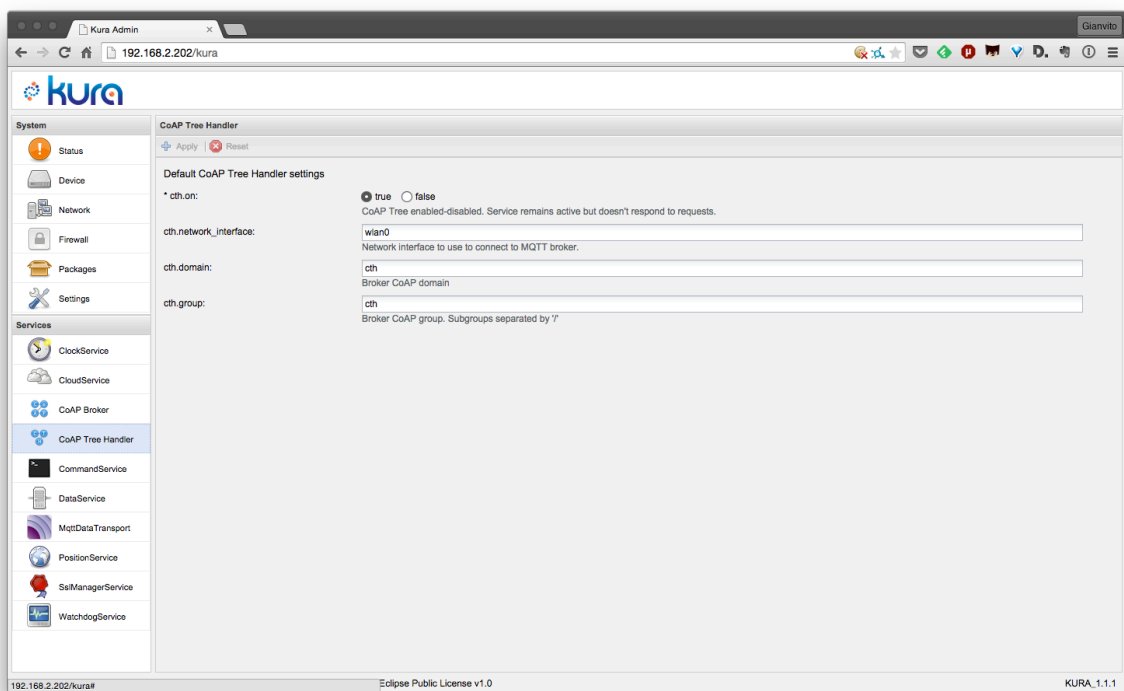 Kura Admin
Gianvito
192.168.2.202/kura
kura
System
Status
Device
Network
Firewall
Packages
Settings
Services
ClockService
CloudService
CoAP Broker
CoAP Tree Handler
CommandService
DataService
MqttDataTransport
PositionService
SslManagerService
WatchdogService
CoAP Tree Handler
Apply Reset
Default CoAP Tree Handler settings
* cth.on:
true false
CoAP Tree enabled-disabled. Service remains active but doesn't respond to requests.
cth.network_interface:
wlan0
Network interface to use to connect to MQTT broker.
cth.domain:
cth
Broker CoAP domain
cth.group:
cth
Broker CoAP group. Subgroups separated by '/'
192.168.2.202/kura#
Eclipse Public License v1.0
KURA_1.1.1